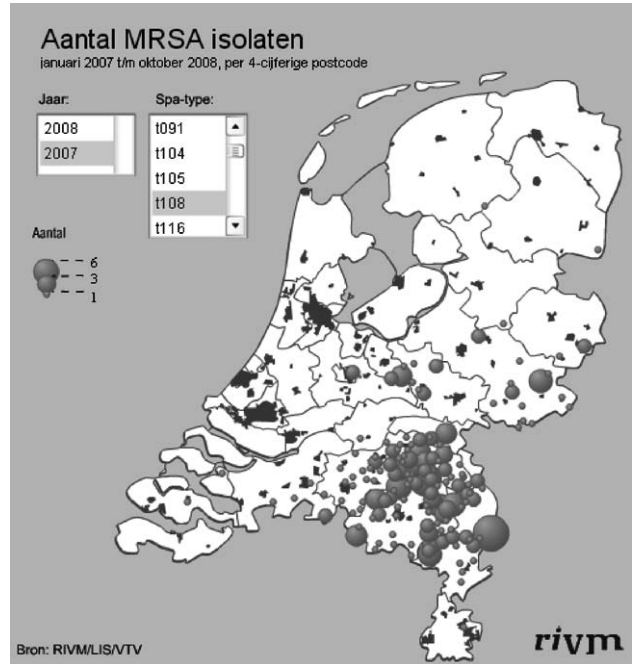 Aantal MRSA isolaten
januari 2007 t/m oktober 2008, per 4-cijferige postcode
Jaar:
2008
2007
Spa-type:
t091
t104
t105
t108
t116
Aantal
6
3
1
Bron: RIVM/LIS/VTV
rivm